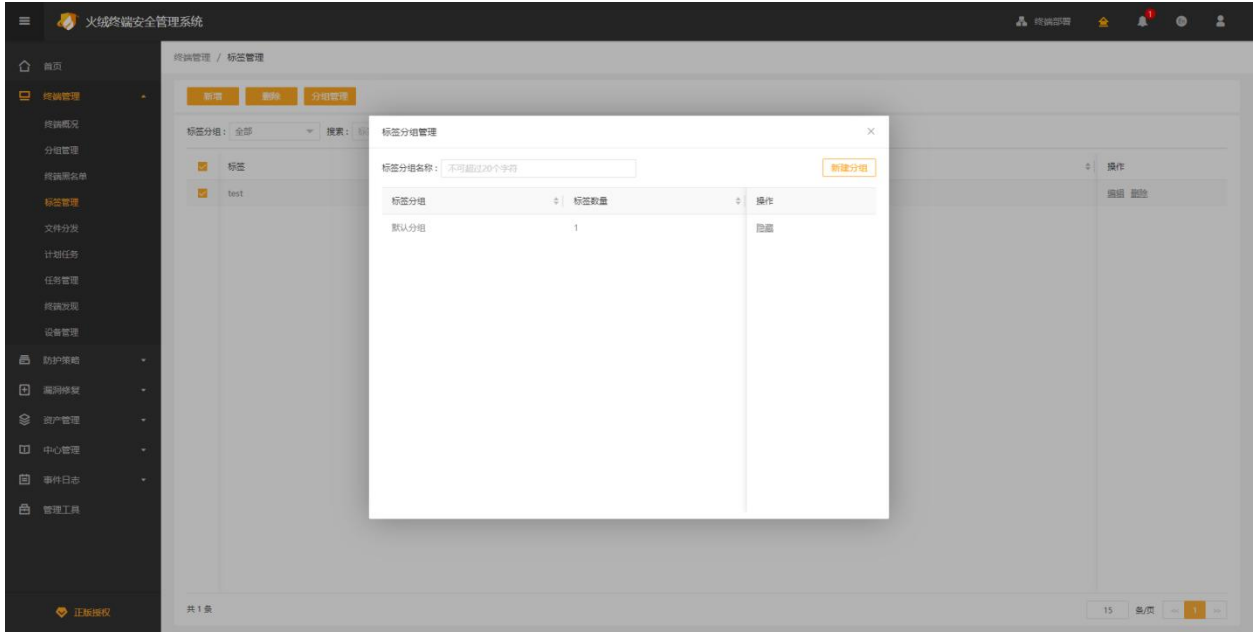 火绒终端安全管理系统
终端部署
1
首页
终端管理
终端概况
分组管理
终端黑名单
标签管理
文件分发
计划任务
任务管理
终端发现
设备管理
防护策略
漏洞修复
资产管理
中心管理
事件日志
管理工具
正版授权
终端管理 / 标签管理
新增 删除 分组管理
标签分组： 全部 搜索：
标签 操作
test 编辑 删除
标签分组管理
标签分组名称： 不可超过20个字符 新建分组
标签分组 标签数量 操作
默认分组 1 隐藏
共 1 条 15 条/页 1